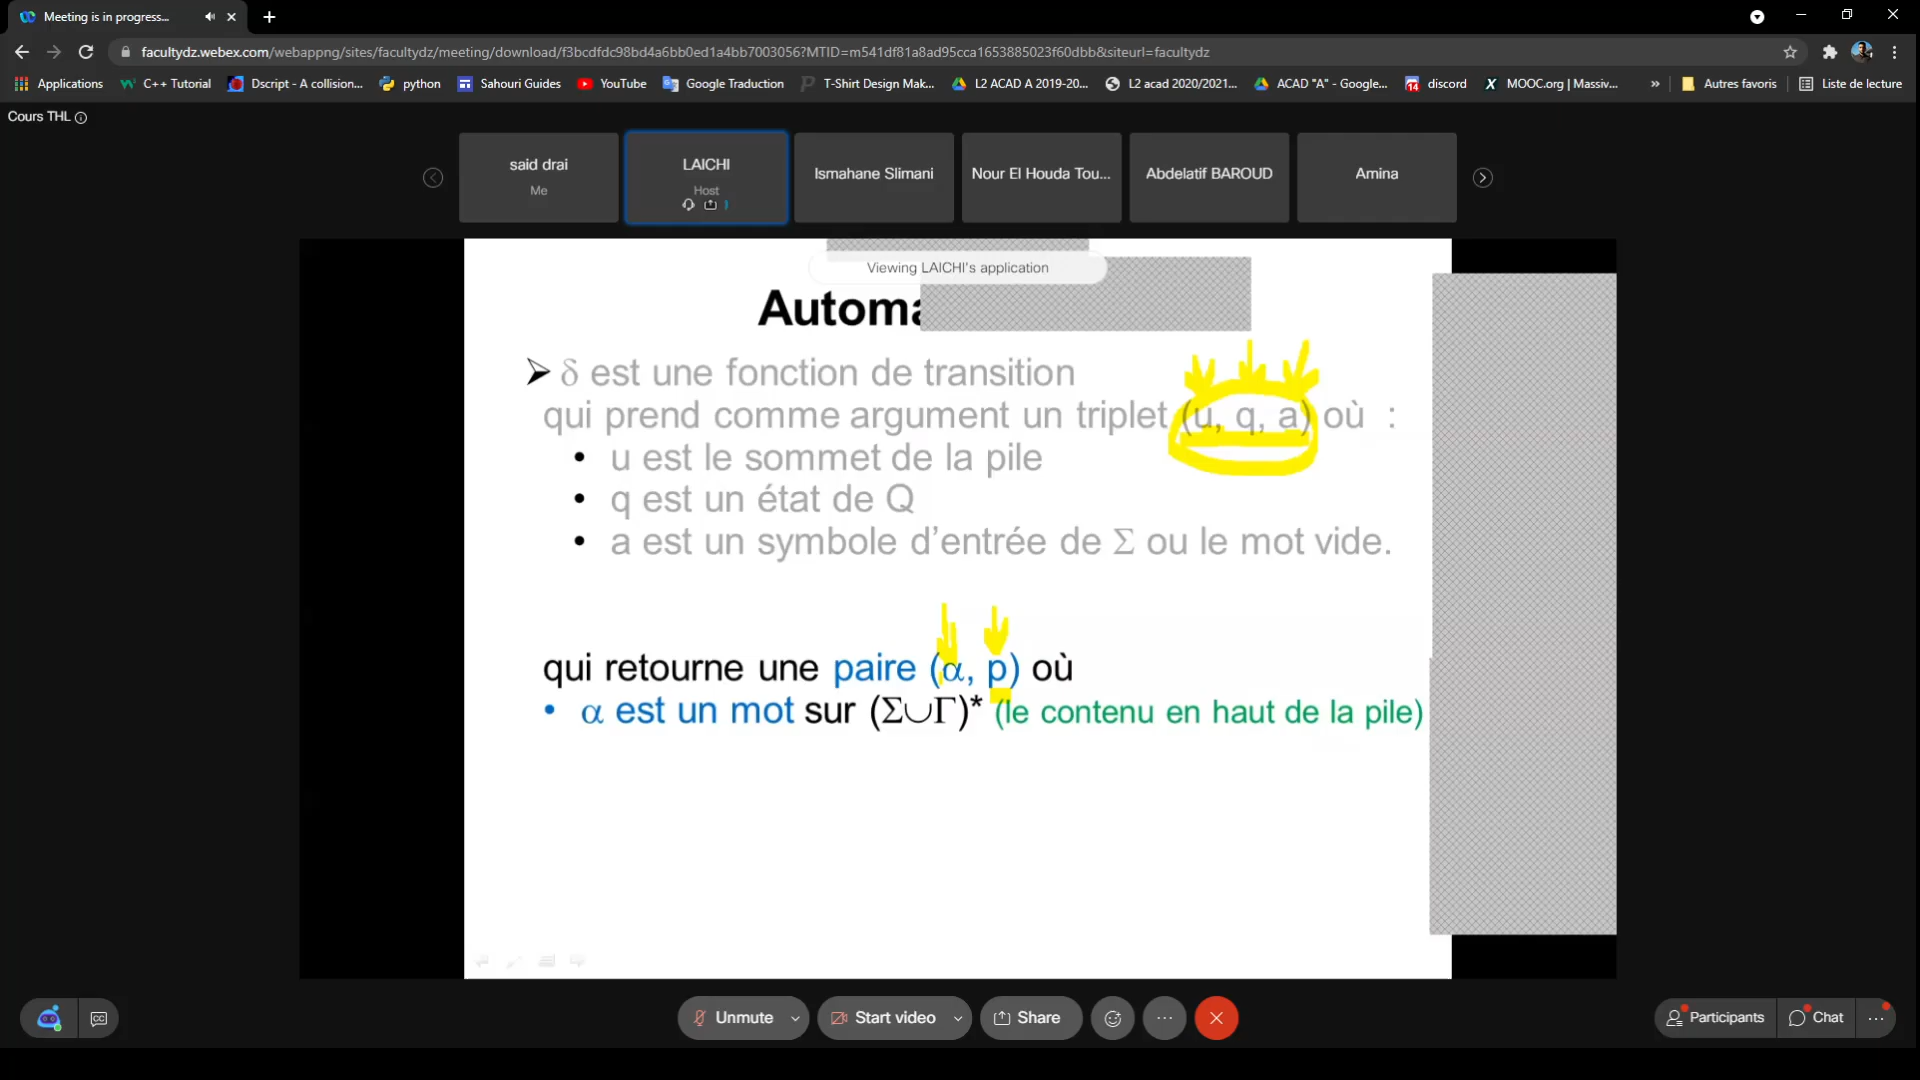 Meeting is in progress...
facultydz.webex.com/webappng/sites/facultydz/meeting/download/f3bcdfdc98bd4a6bb0ed1a4bb7003056?MTID=m541df81a8ad95cca1653885023f60dbb&siteurl=facultydz
Applications C++ Tutorial Dscript - A collision... python Sahouri Guides YouTube Google Traduction T-Shirt Design Mak... L2 ACAD A 2019-20... L2 acad 2020/2021... ACAD "A" - Google... 14 discord MOOC.org | Massiv... » Autres favoris Liste de lecture
Cours THL
said drai
Me
LAICHI
Host
Ismahane Slimani
Nour El Houda Tou...
Abdelatif BAROUD
Amina
Viewing LAICHI's application
Automa
➢ δ est une fonction de transition
qui prend comme argument un triplet (u, q, a) où :
• u est le sommet de la pile
• q est un état de Q
• a est un symbole d’entrée de Σ ou le mot vide.
qui retourne une paire (α, p) où
• α est un mot sur (Σ∪Γ)* (le contenu en haut de la pile)
CC
Unmute Start video Share Participants Chat